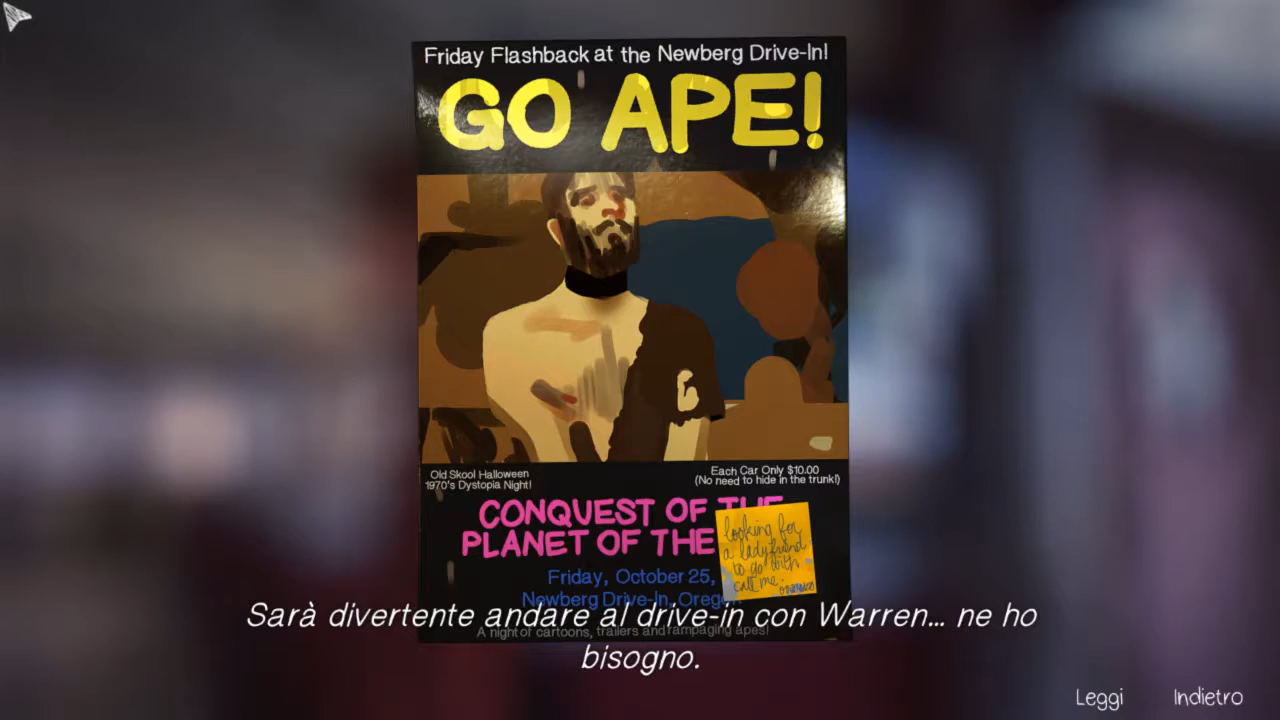 Friday Flashback at the Newberg Drive-In!
GO APE!
Old Skool Halloween
1970's Dystopia Night!
Each Car Only $10.00
(No need to hide in the trunk!)
CONQUEST OF THE
PLANET OF THE
looking for
a ladyfriend
to go with
call me.
Friday, October 25,
Newberg Drive-In, Oreg
Sarà divertente andare al drive-in con Warren... ne ho
A night of cartoons, trailers and rampaging apes!
bisogno.
Leggi Indietro